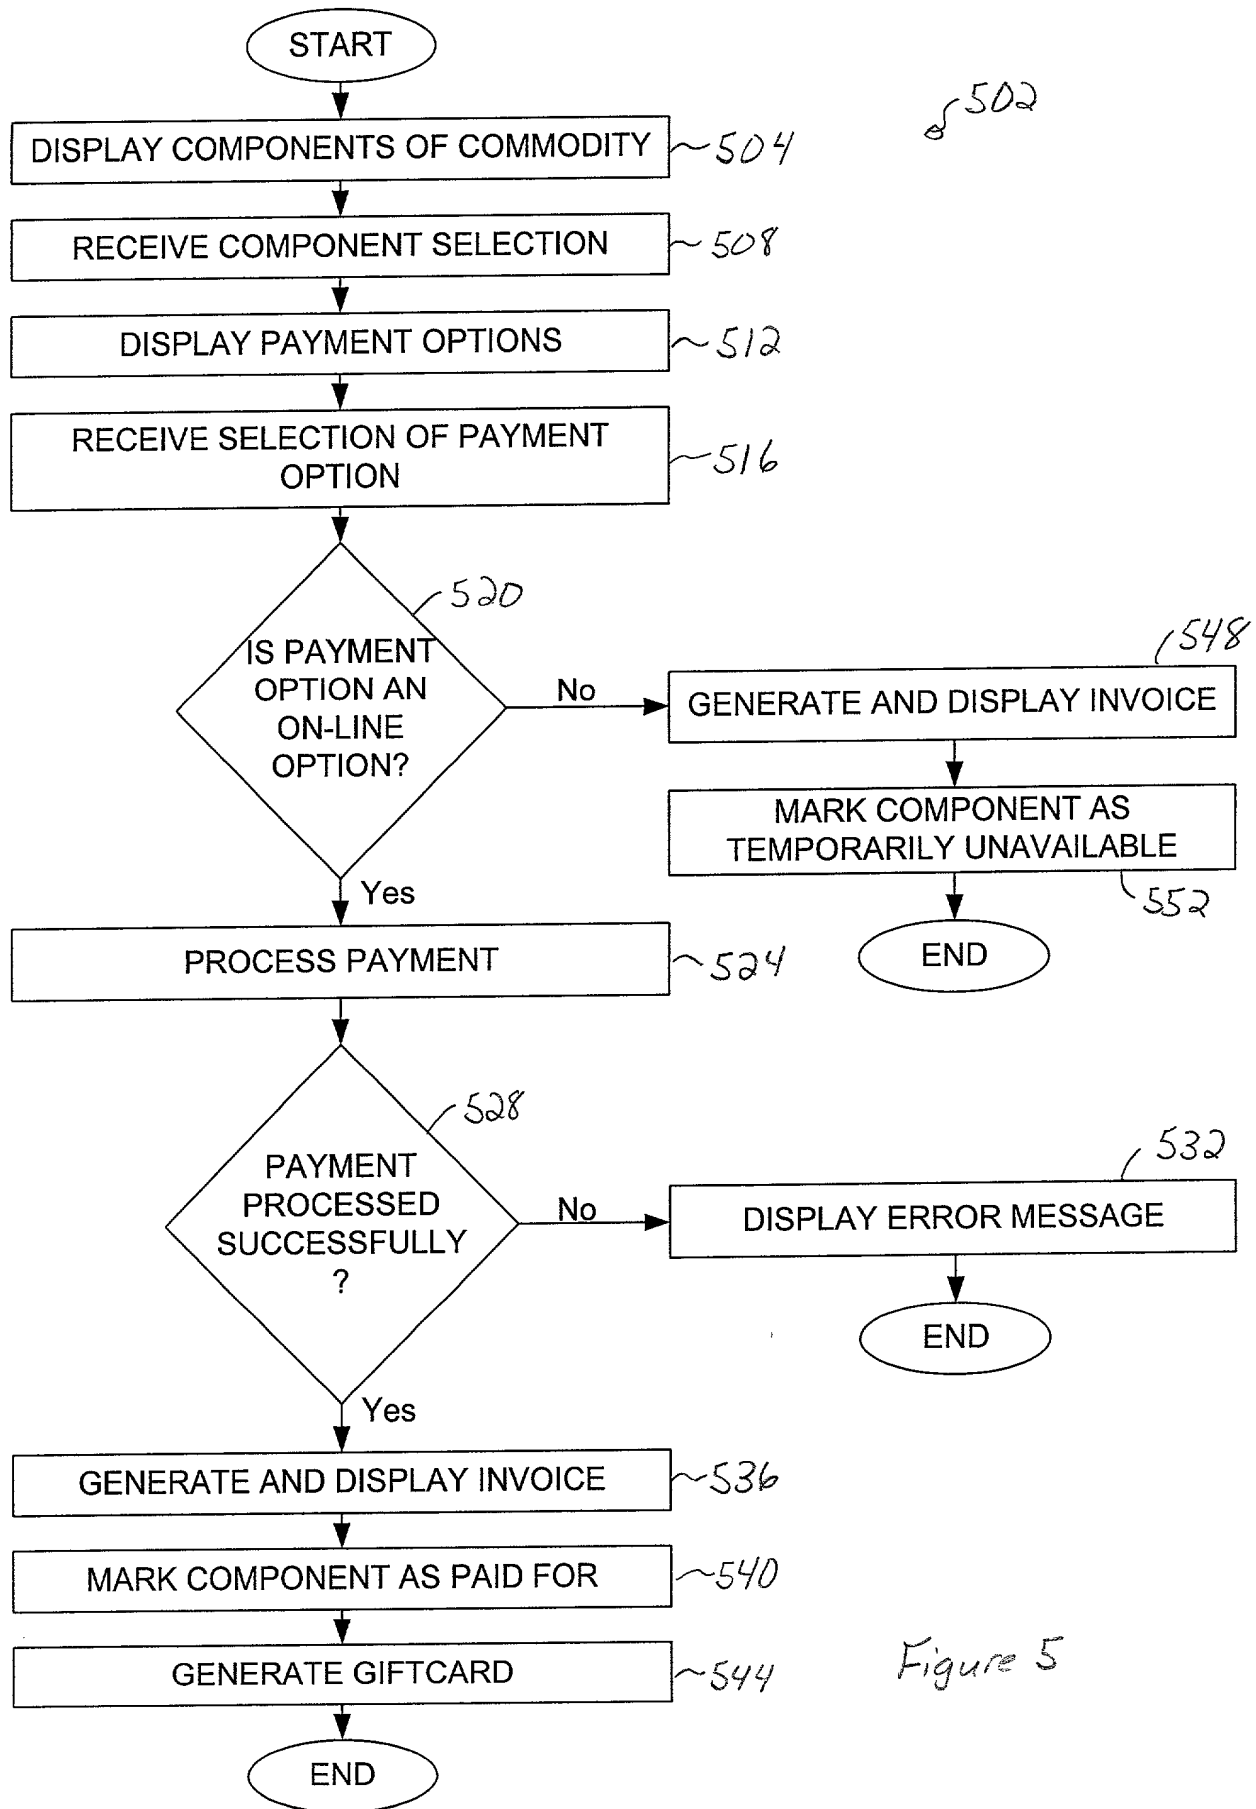 START
502
DISPLAY COMPONENTS OF COMMODITY
504
RECEIVE COMPONENT SELECTION
508
DISPLAY PAYMENT OPTIONS
512
RECEIVE SELECTION OF PAYMENT
OPTION
516
520
IS PAYMENT
OPTION AN
ON-LINE
OPTION?
No
548
GENERATE AND DISPLAY INVOICE
MARK COMPONENT AS
TEMPORARILY UNAVAILABLE
552
END
Yes
PROCESS PAYMENT
524
528
PAYMENT
PROCESSED
SUCCESSFULLY
?
No
532
DISPLAY ERROR MESSAGE
END
Yes
GENERATE AND DISPLAY INVOICE
536
MARK COMPONENT AS PAID FOR
540
GENERATE GIFTCARD
544
Figure 5
END